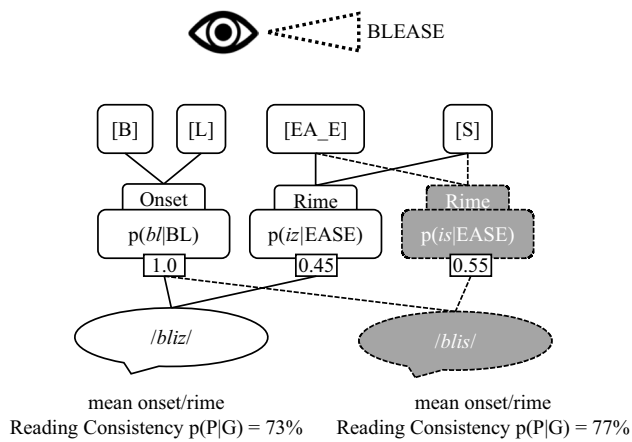 BLEASE
[B] [L] [EA_E] [S]
Onset Rime Rime
p(bl|BL) p(iz|EASE) p(is|EASE)
1.0 0.45 0.55
/bliz/ /blis/
mean onset/rime mean onset/rime
Reading Consistency p(P|G) = 73% Reading Consistency p(P|G) = 77%